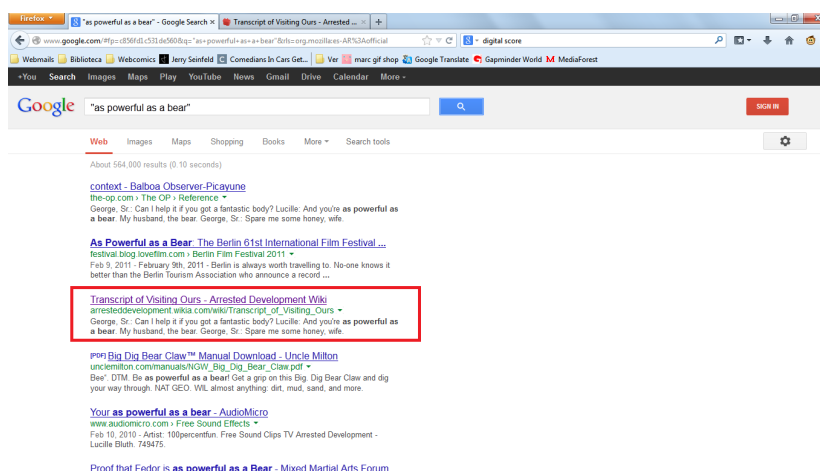 Firefox
"as powerful as a bear" - Google Search × Transcript of Visiting Ours - Arrested ... × +
www.google.com/#fp=c856fd1c531de560&q="as+powerful+as+a+bear"&rls=org.mozilla:es-AR%3Aofficial
digital score
Webmails Biblioteca Webcomics Jerry Seinfeld Comedians In Cars Get... Ver marc gif shop Google Translate Gapminder World MediaForest
+You Search Images Maps Play YouTube News Gmail Drive Calendar More
Google "as powerful as a bear" SIGN IN
Web Images Maps Shopping Books More Search tools
About 564,000 results (0.10 seconds)
context - Balboa Observer-Picayune
the-op.com › The OP › Reference
George, Sr.: Can I help it if you got a fantastic body? Lucille: And you're as powerful as
a bear. My husband, the bear. George, Sr.: Spare me some honey, wife.
As Powerful as a Bear: The Berlin 61st International Film Festival ...
festival.blog.lovefilm.com › Berlin Film Festival 2011
Feb 9, 2011 - February 9th, 2011 - Berlin is always worth travelling to. No-one knows it
better than the Berlin Tourism Association who announce a record ...
Transcript of Visiting Ours - Arrested Development Wiki
arresteddevelopment.wikia.com/wiki/Transcript_of_Visiting_Ours
George, Sr.: Can I help it if you got a fantastic body? Lucille: And you're as powerful as
a bear. My husband, the bear. George, Sr.: Spare me some honey, wife.
[PDF] Big Dig Bear Claw™ Manual Download - Uncle Milton
unclemilton.com/manuals/NGW_Big_Dig_Bear_Claw.pdf
Bee". DTM. Be as powerful as a bear! Get a grip on this Big. Dig Bear Claw and dig
your way through. NAT GEO. WIL almost anything: dirt, mud, sand, and more.
Your as powerful as a bear - AudioMicro
www.audiomicro.com › Free Sound Effects
Feb 10, 2010 - Artist: 100percentfun. Free Sound Clips TV Arrested Development -
Lucille Bluth. 749475.
Proof that Fedor is as powerful as a Bear - Mixed Martial Arts Forum